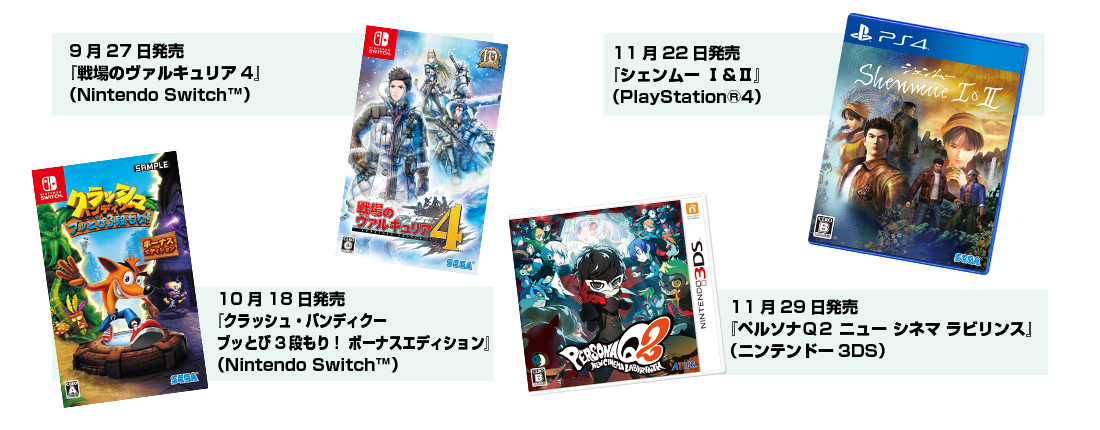 9月27日発売
『戦場のヴァルキュリア4』
（Nintendo Switch™）
NINTENDO
SWITCH
10
戦場の
ヴァルキュリア4
SEGA
SAMPLE
NINTENDO
SWITCH
クラッシュ
バンディクー
ブッとび3段もり!
ボーナス
エディション
A
SEGA
10月18日発売
『クラッシュ・バンディクー
ブッとび3段もり! ボーナスエディション』
（Nintendo Switch™）
11月22日発売
『シェンムー Ⅰ&Ⅱ』
（PlayStation®4）
PS4
シェンムー
Shenmue I&II
B
SEGA
NINTENDO3DS
PERSONA Q2
NEW CINEMA LABYRINTH
B
ATLUS
11月29日発売
『ペルソナQ2 ニュー シネマ ラビリンス』
（ニンテンドー3DS）